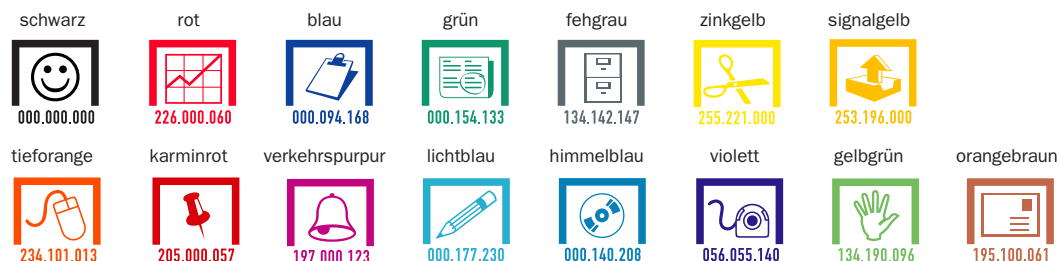 schwarz rot blau grün fehgrau zinkgelb signalgelb
000.000.000 226.000.060 000.094.168 000.154.133 134.142.147 255.221.000 253.196.000
tieforange karminrot verkehrspurpur lichtblau himmelblau violett gelbgrün orangebraun
234.101.013 205.000.057 197.000.123 000.177.230 000.140.208 056.055.140 134.190.096 195.100.061